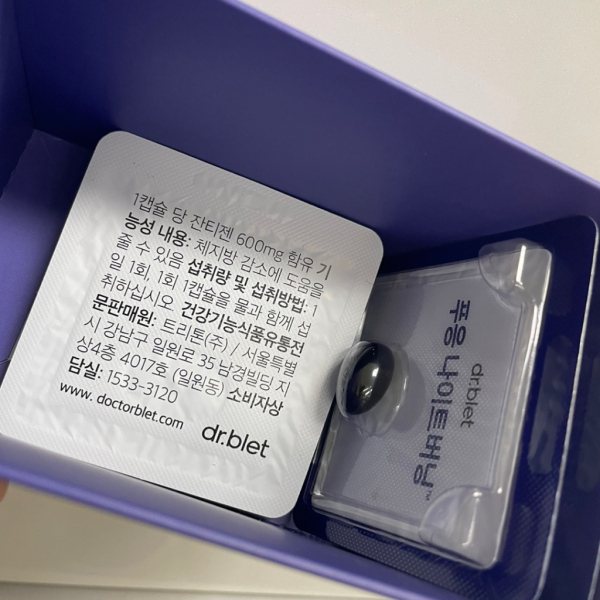 1캡슐 당 잔티젠 600mg 함유 기
능성 내용: 체지방 감소에 도움을
줄 수 있음 섭취량 및 섭취방법: 1
일 1회, 1회 1캡슐을 물과 함께 섭
취하십시오 건강기능식품유통전
문판매원: 트리톤(주) / 서울특별
시 강남구 일원로 35 남경빌딩 지
상4층 4017호 (일원동) 소비자상
담실: 1533-3120
www.doctorblet.com
dr.blet
dr.blet
푸응 나이트버닝™